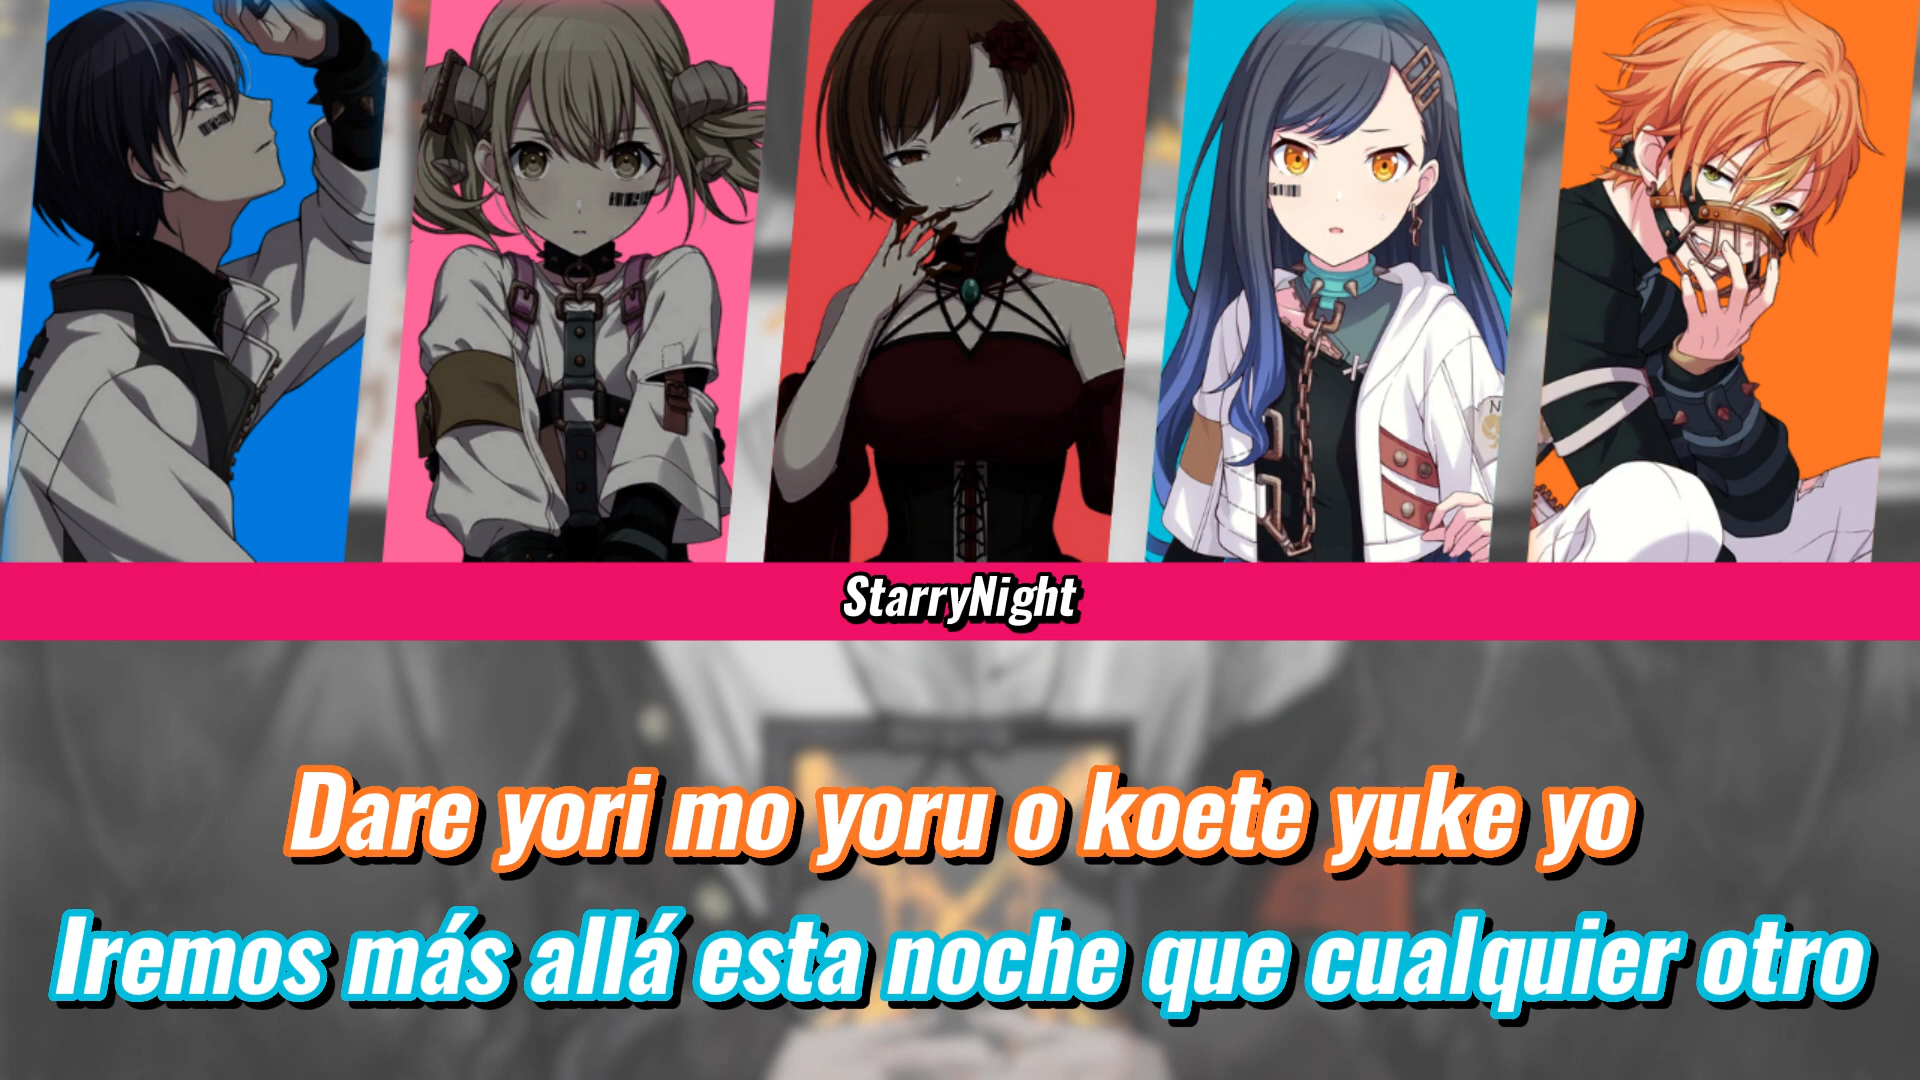 StarryNight
Dare yori mo yoru o koete yuke yo
Iremos más allá esta noche que cualquier otro